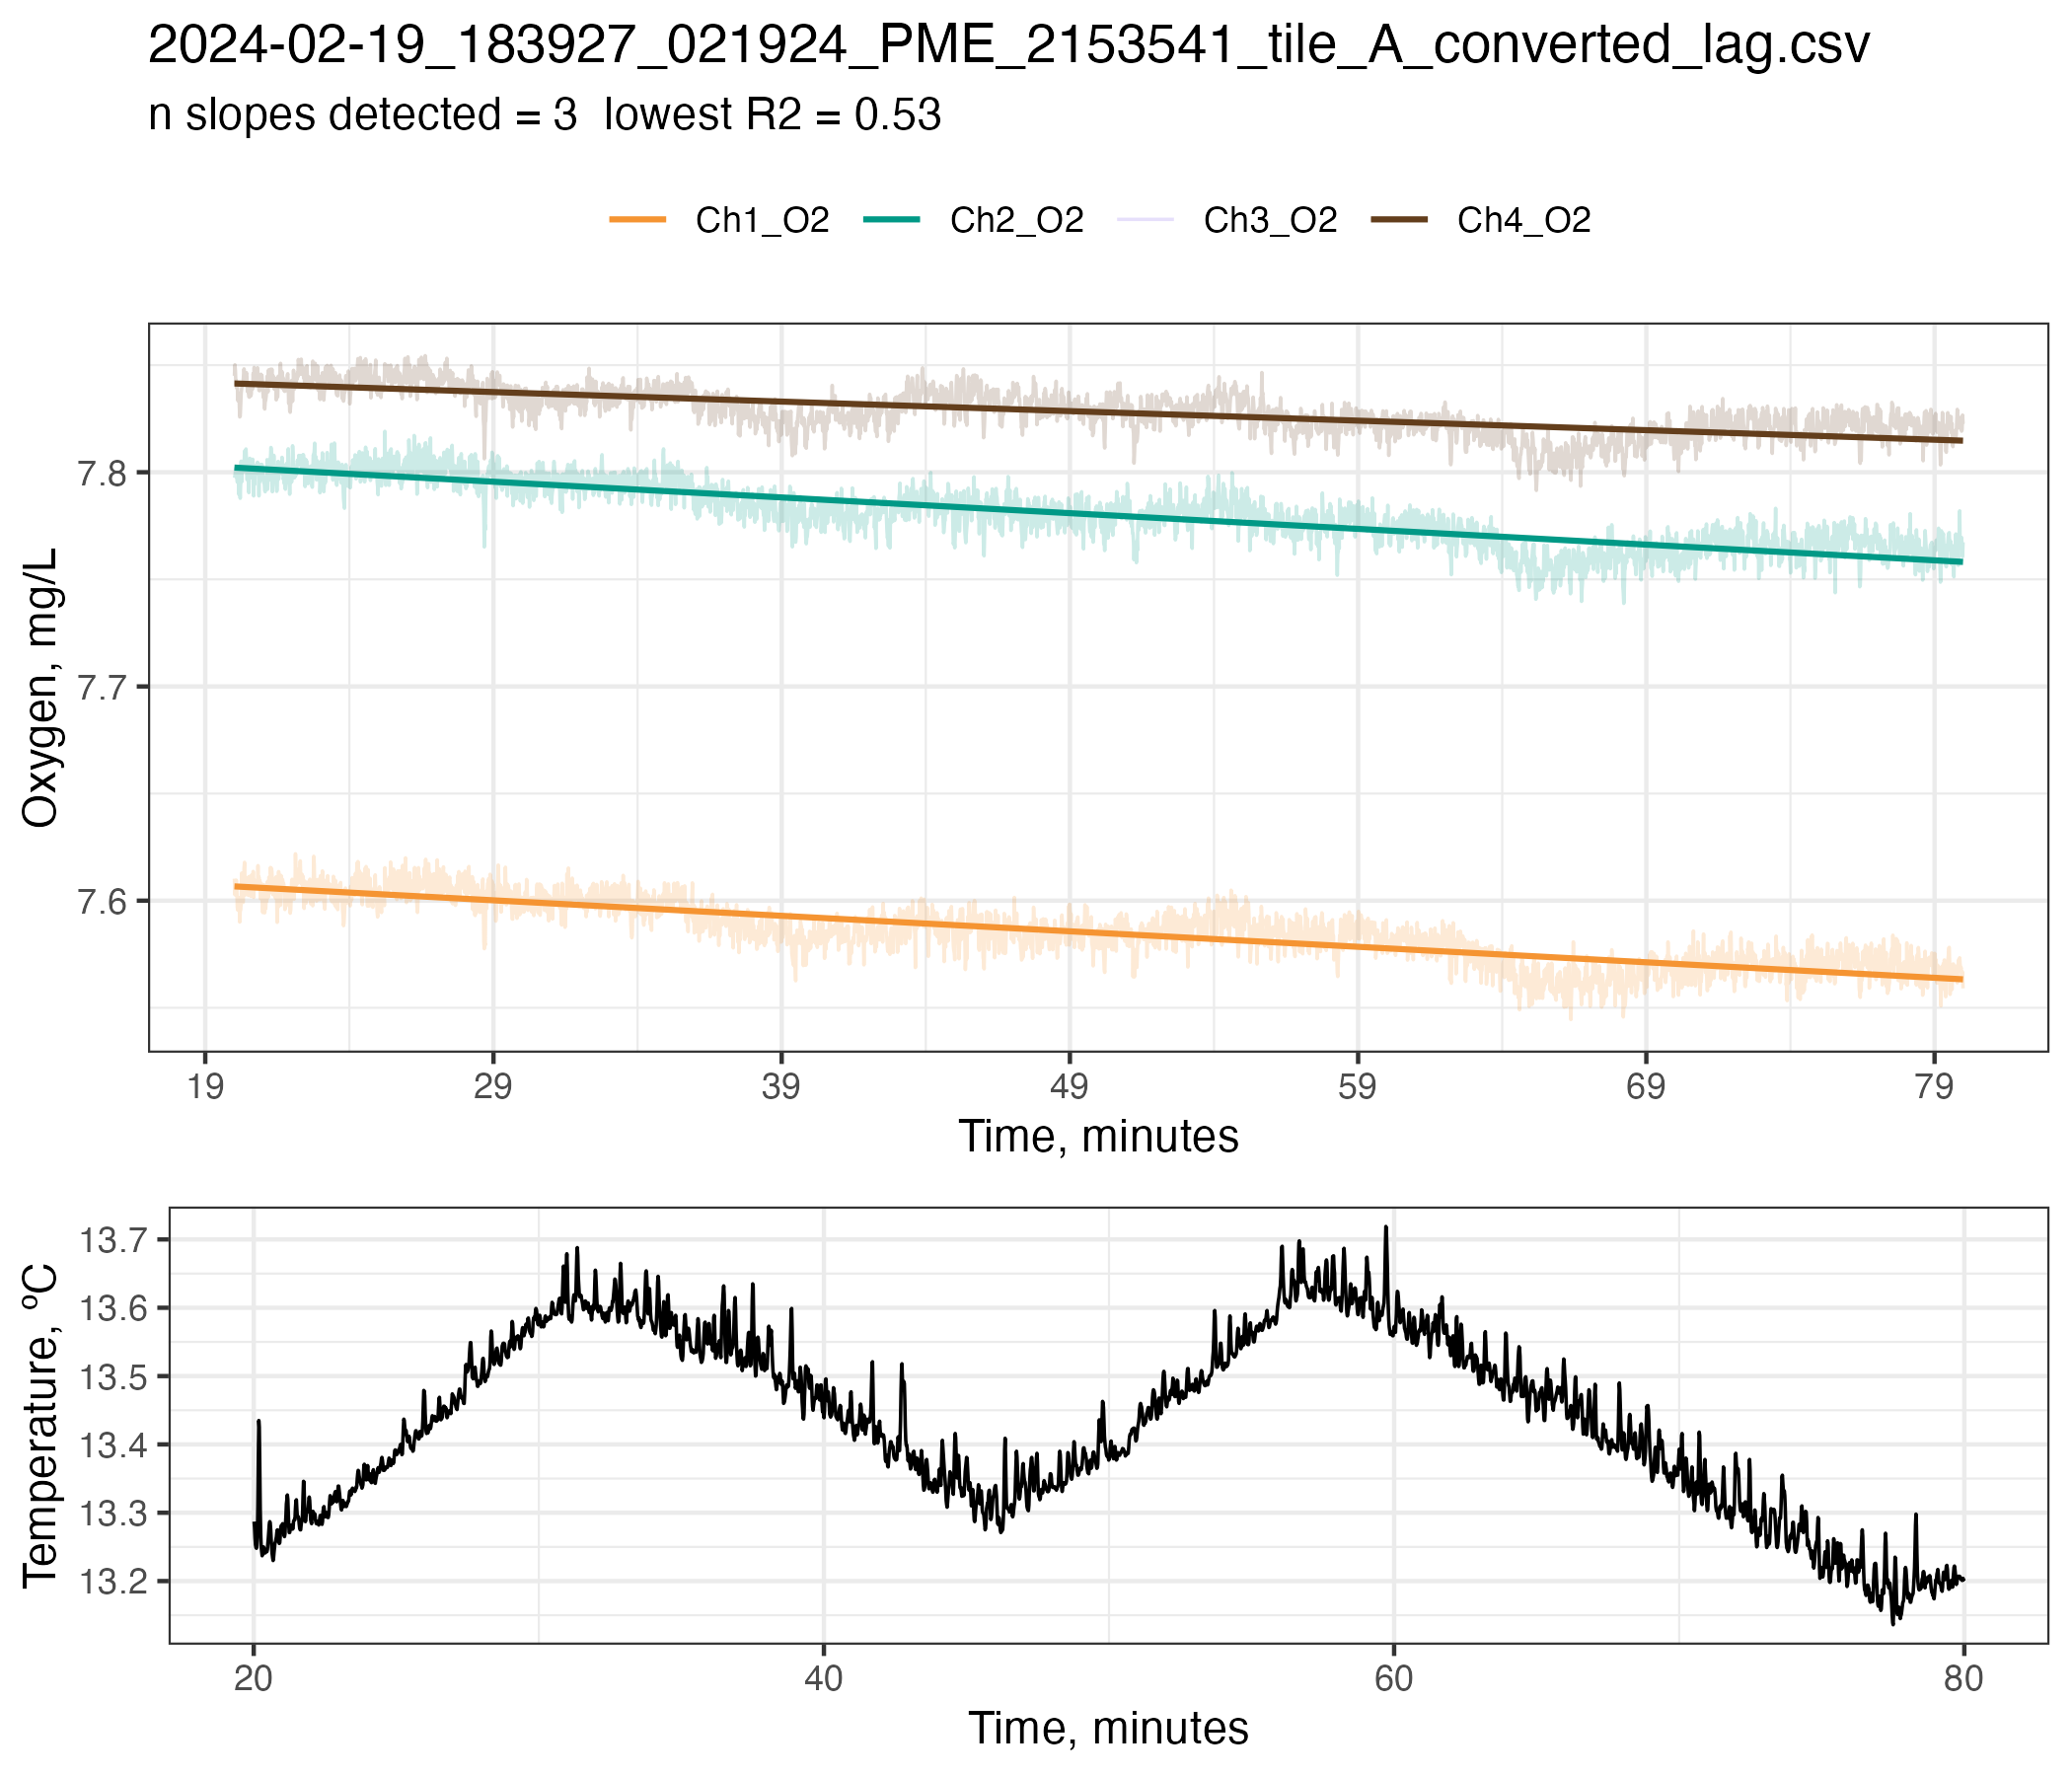 2024-02-19_183927_021924_PME_2153541_tile_A_converted_lag.csv
n slopes detected = 3  lowest R2 = 0.53
Ch1_O2 Ch2_O2 Ch3_O2 Ch4_O2
Oxygen, mg/L
7.8
7.7
7.6
19 29 39 49 59 69 79
Time, minutes
Temperature, ºC
13.7
13.6
13.5
13.4
13.3
13.2
20 40 60 80
Time, minutes